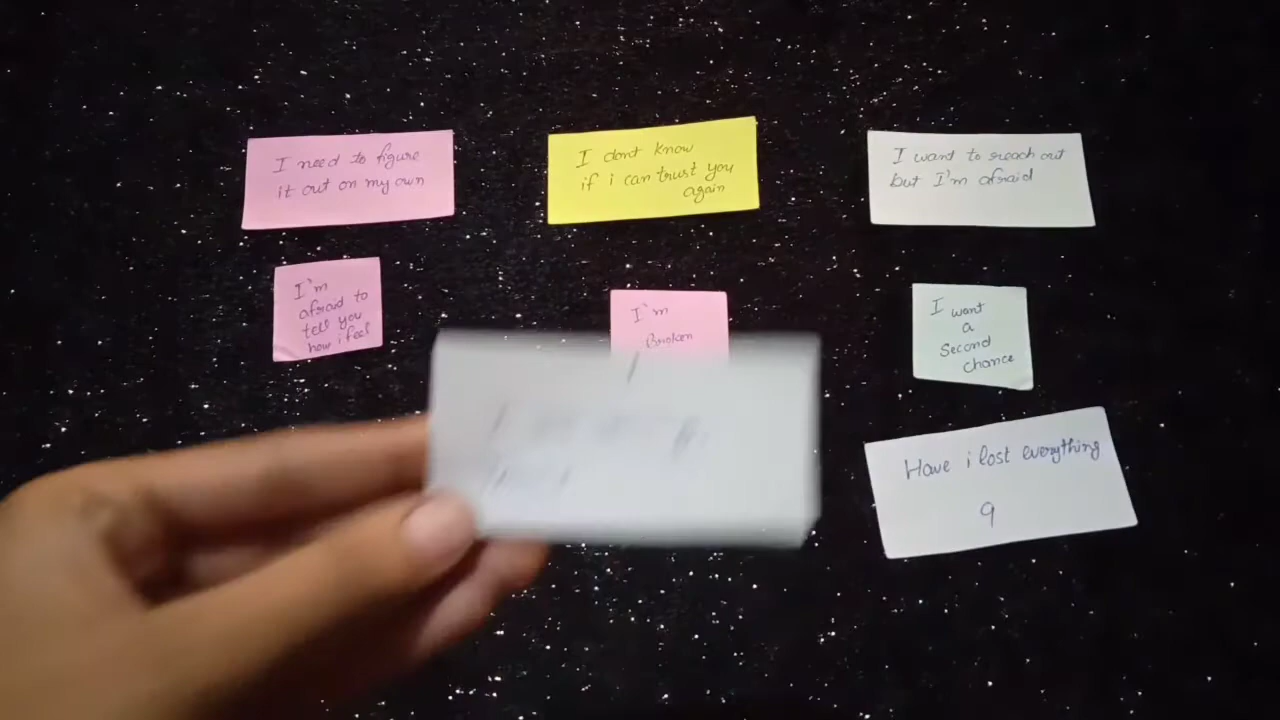 I need to figure
it out on my own
I dont know
if i can trust you
again
I want to reach out
but I'm afraid
I'm
afraid to
tell you
how i feel
I'm
Broken
I want
a
Second
chance
Have i lost everything
?